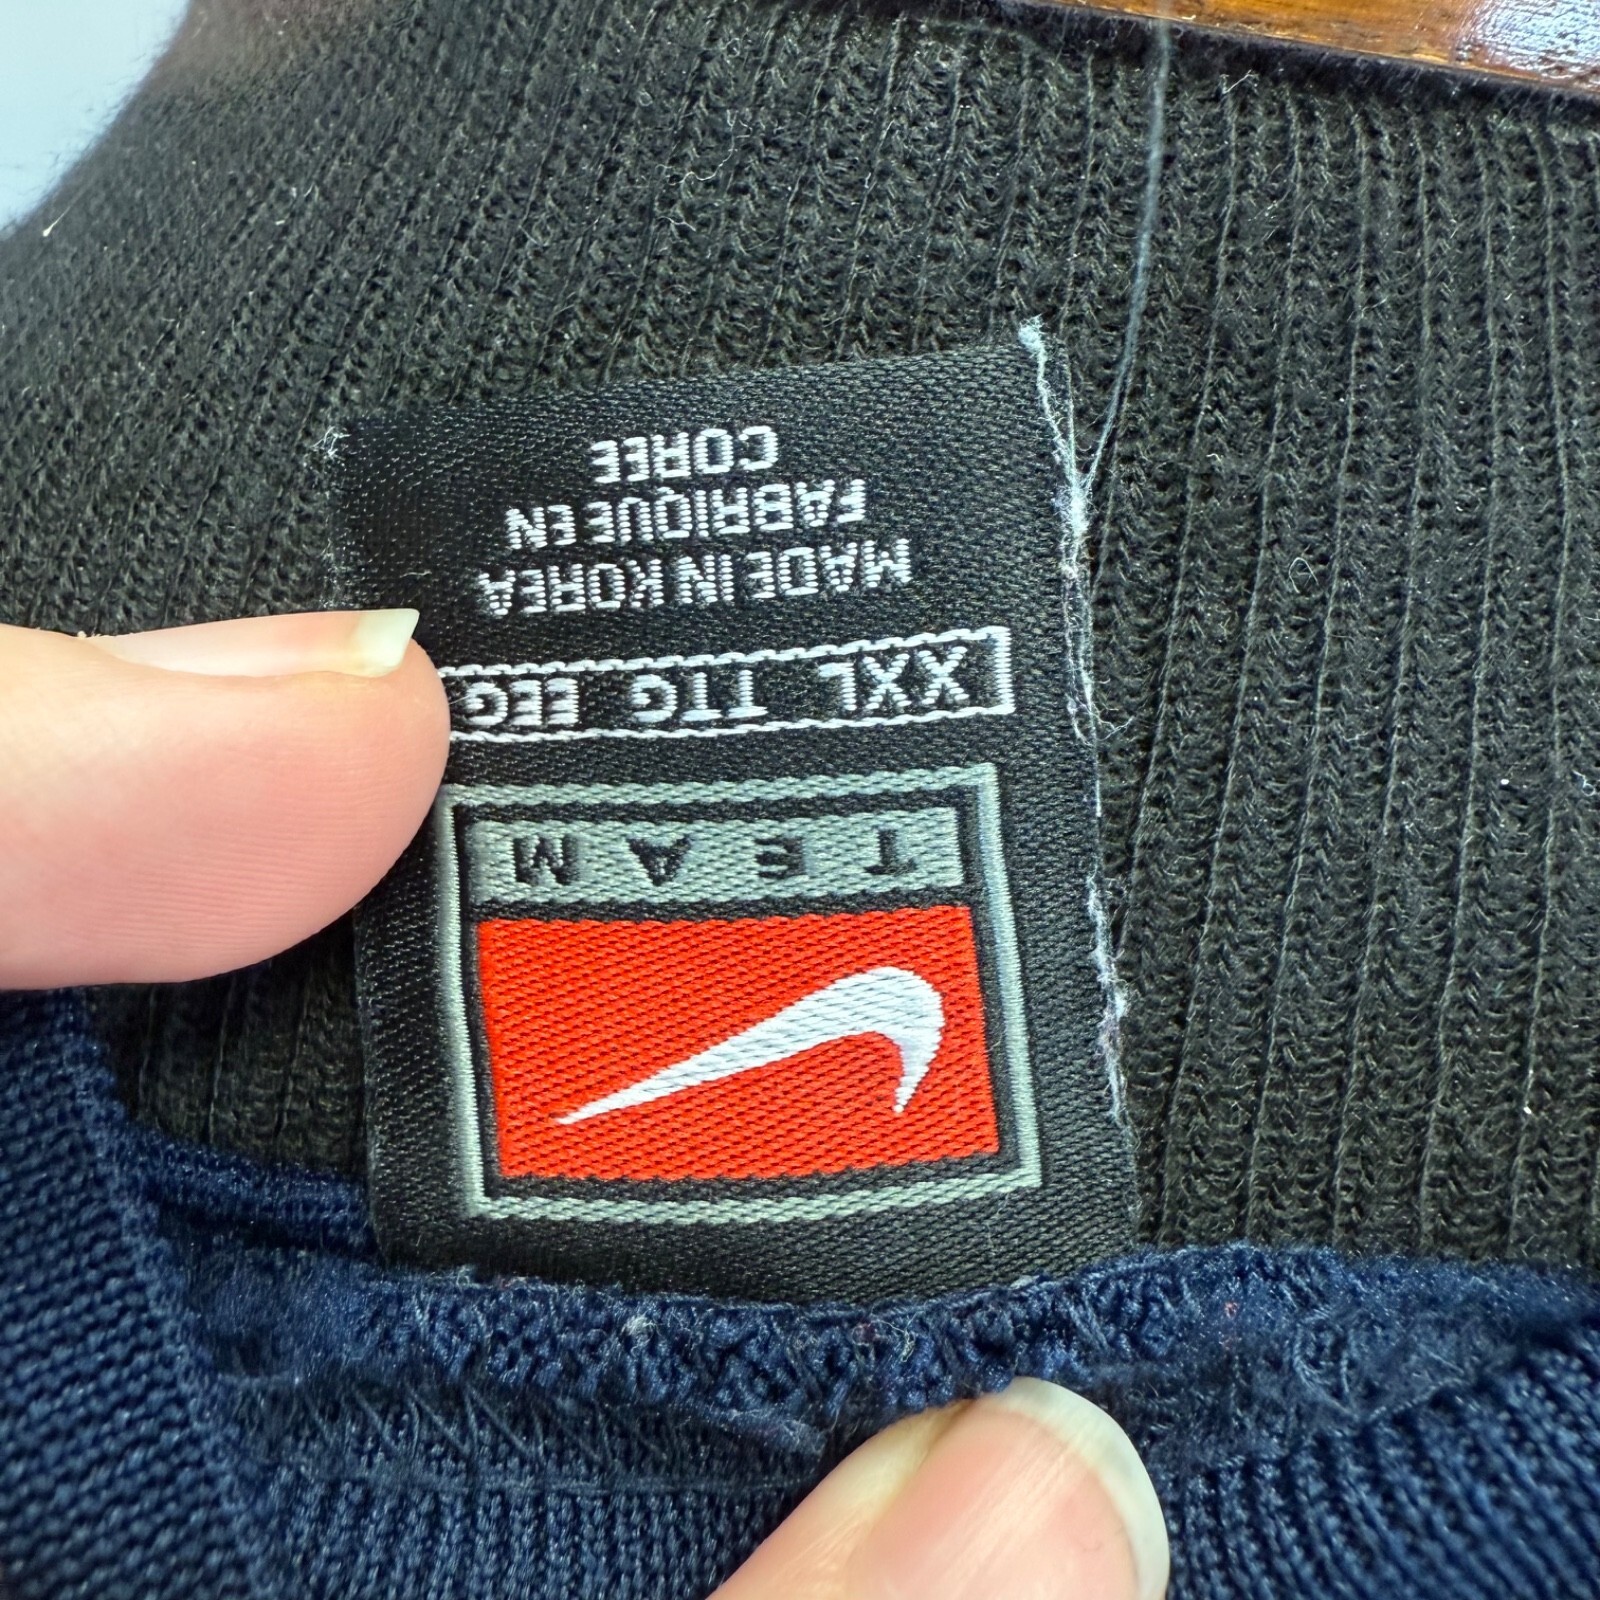 TEAM
XXL TTG EEG
MADE IN KOREA
FABRIQUE EN
COREE